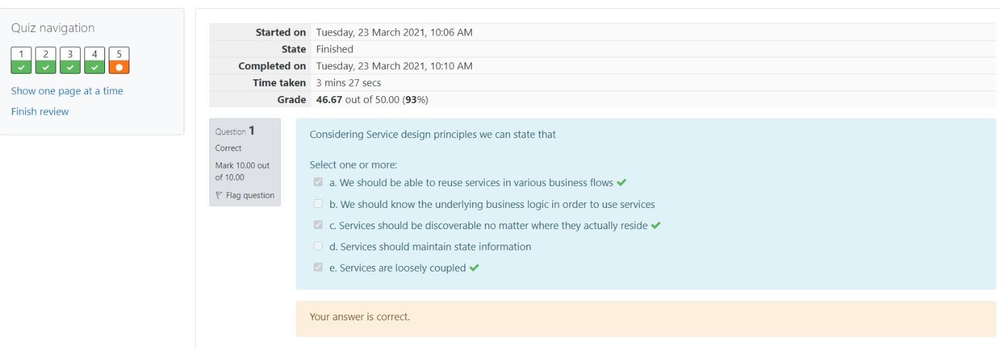 Quiz navigation
1 2 3 4 5
Show one page at a time
Finish review
Started on Tuesday, 23 March 2021, 10:06 AM
State Finished
Completed on Tuesday, 23 March 2021, 10:10 AM
Time taken 3 mins 27 secs
Grade 46.67 out of 50.00 (93%)
Question 1
Correct
Mark 10.00 out
of 10.00
Flag question
Considering Service design principles we can state that
Select one or more:
a. We should be able to reuse services in various business flows
b. We should know the underlying business logic in order to use services
c. Services should be discoverable no matter where they actually reside
d. Services should maintain state information
e. Services are loosely coupled
Your answer is correct.